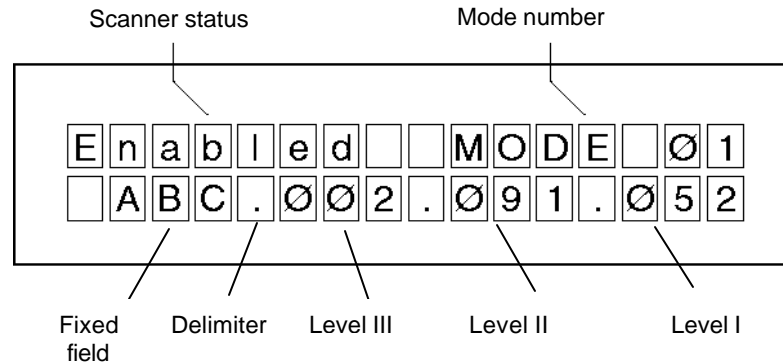 Scanner status Mode number
Enabled MODE Ø1
ABC.ØØ2.Ø91.Ø52
Fixed field Delimiter Level III Level II Level I